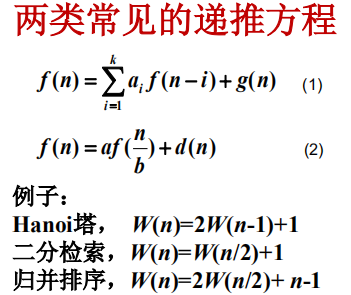 两类常见的递推方程
f(n) = \sum_{i=1}^{k} a_i f(n-i) + g(n) (1)
f(n) = af(\frac{n}{b}) + d(n) (2)
例子：
Hanoi塔， W(n)=2W(n-1)+1
二分检索，W(n)=W(n/2)+1
归并排序，W(n)=2W(n/2)+ n-1